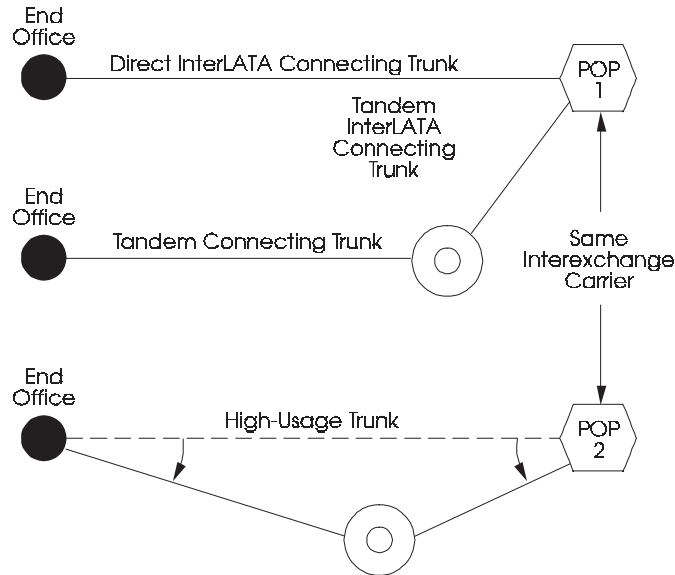 End
Office
Direct InterLATA Connecting Trunk
POP
1
Tandem
InterLATA
Connecting
Trunk
End
Office
Tandem Connecting Trunk
Same
Interexchange
Carrier
End
Office
High-Usage Trunk
POP
2